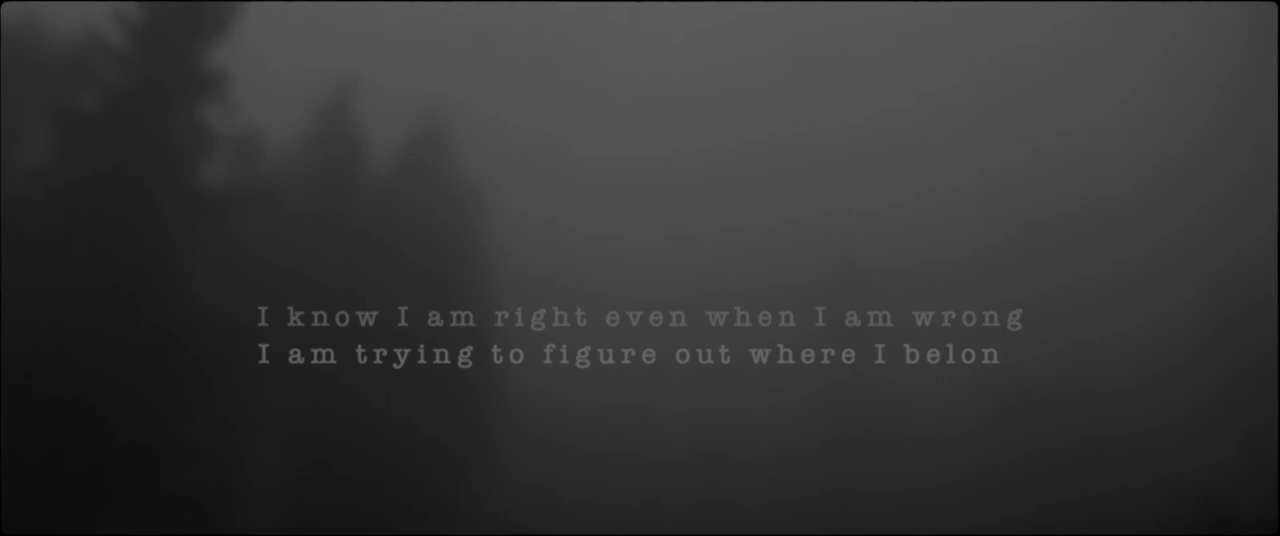 I know I am right even when I am wrong
I am trying to figure out where I belon